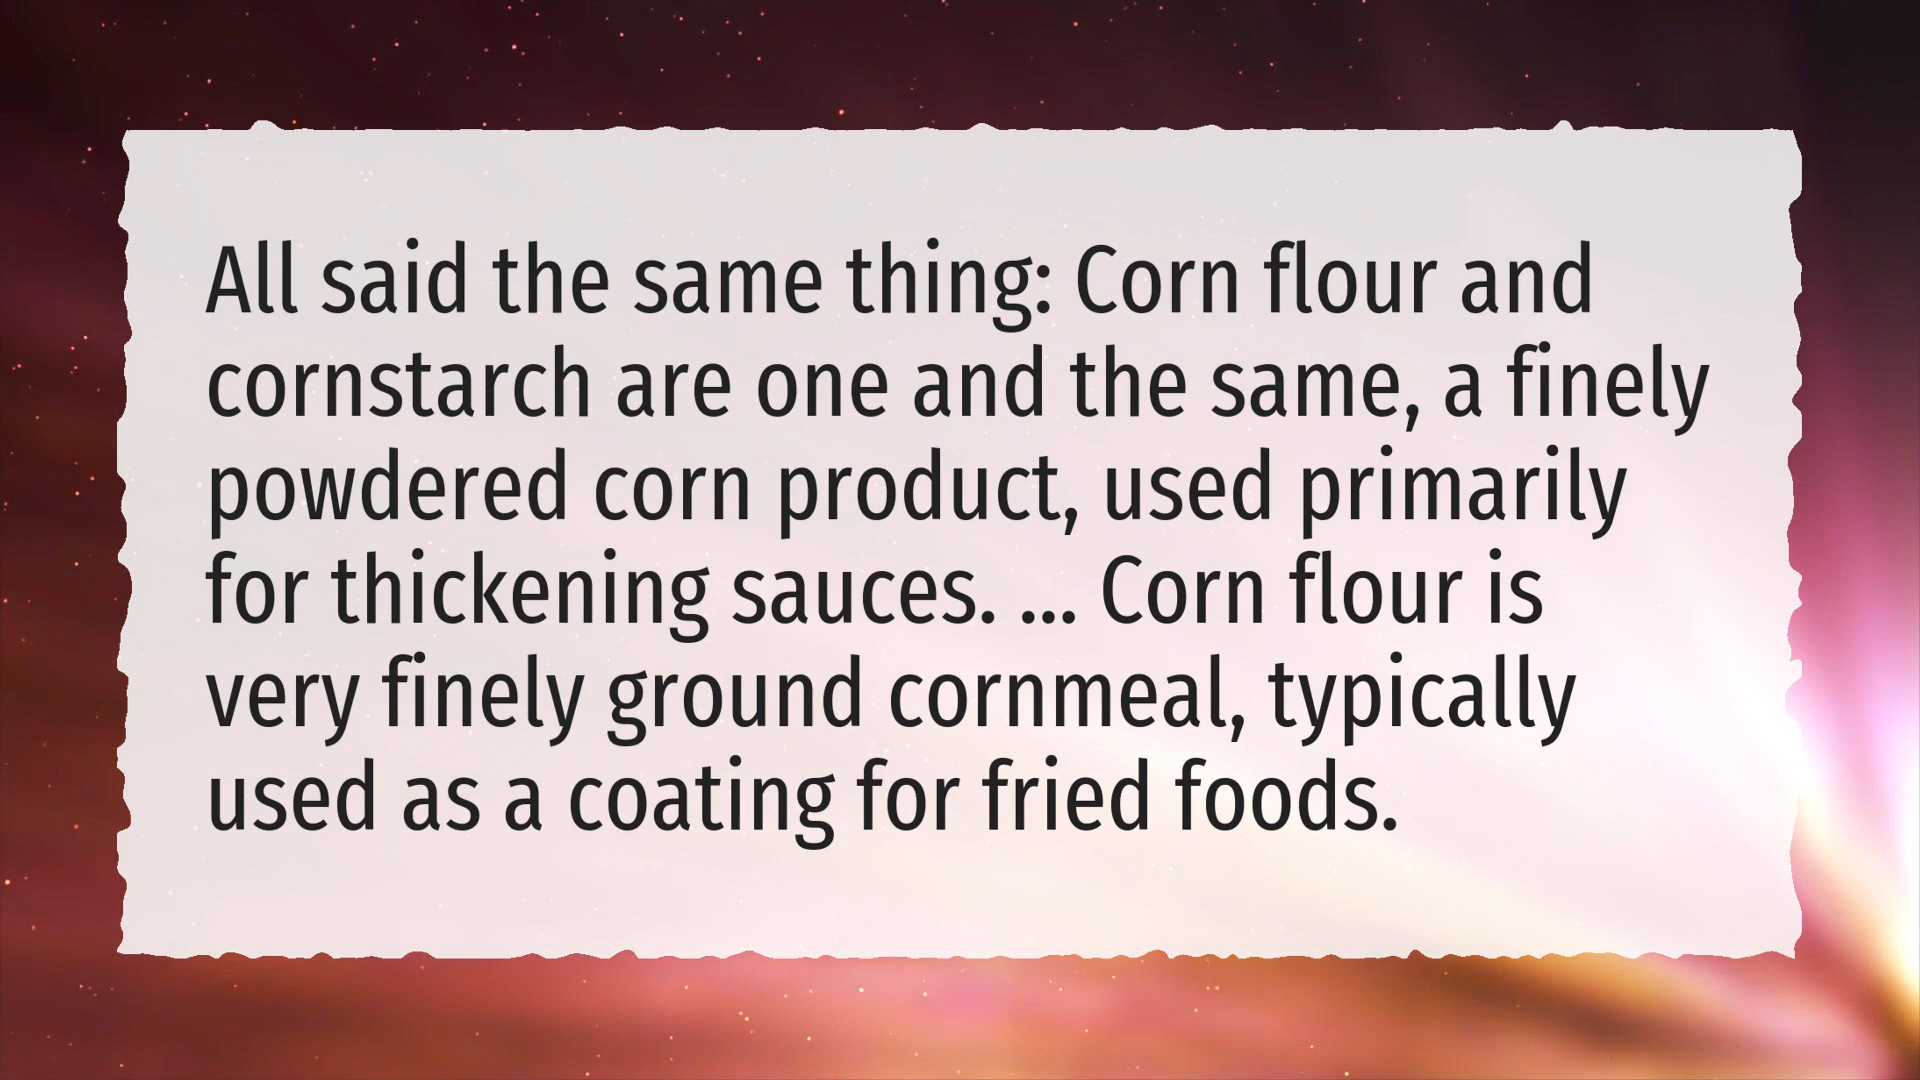 All said the same thing: Corn flour and
cornstarch are one and the same, a finely
powdered corn product, used primarily
for thickening sauces. ... Corn flour is
very finely ground cornmeal, typically
used as a coating for fried foods.